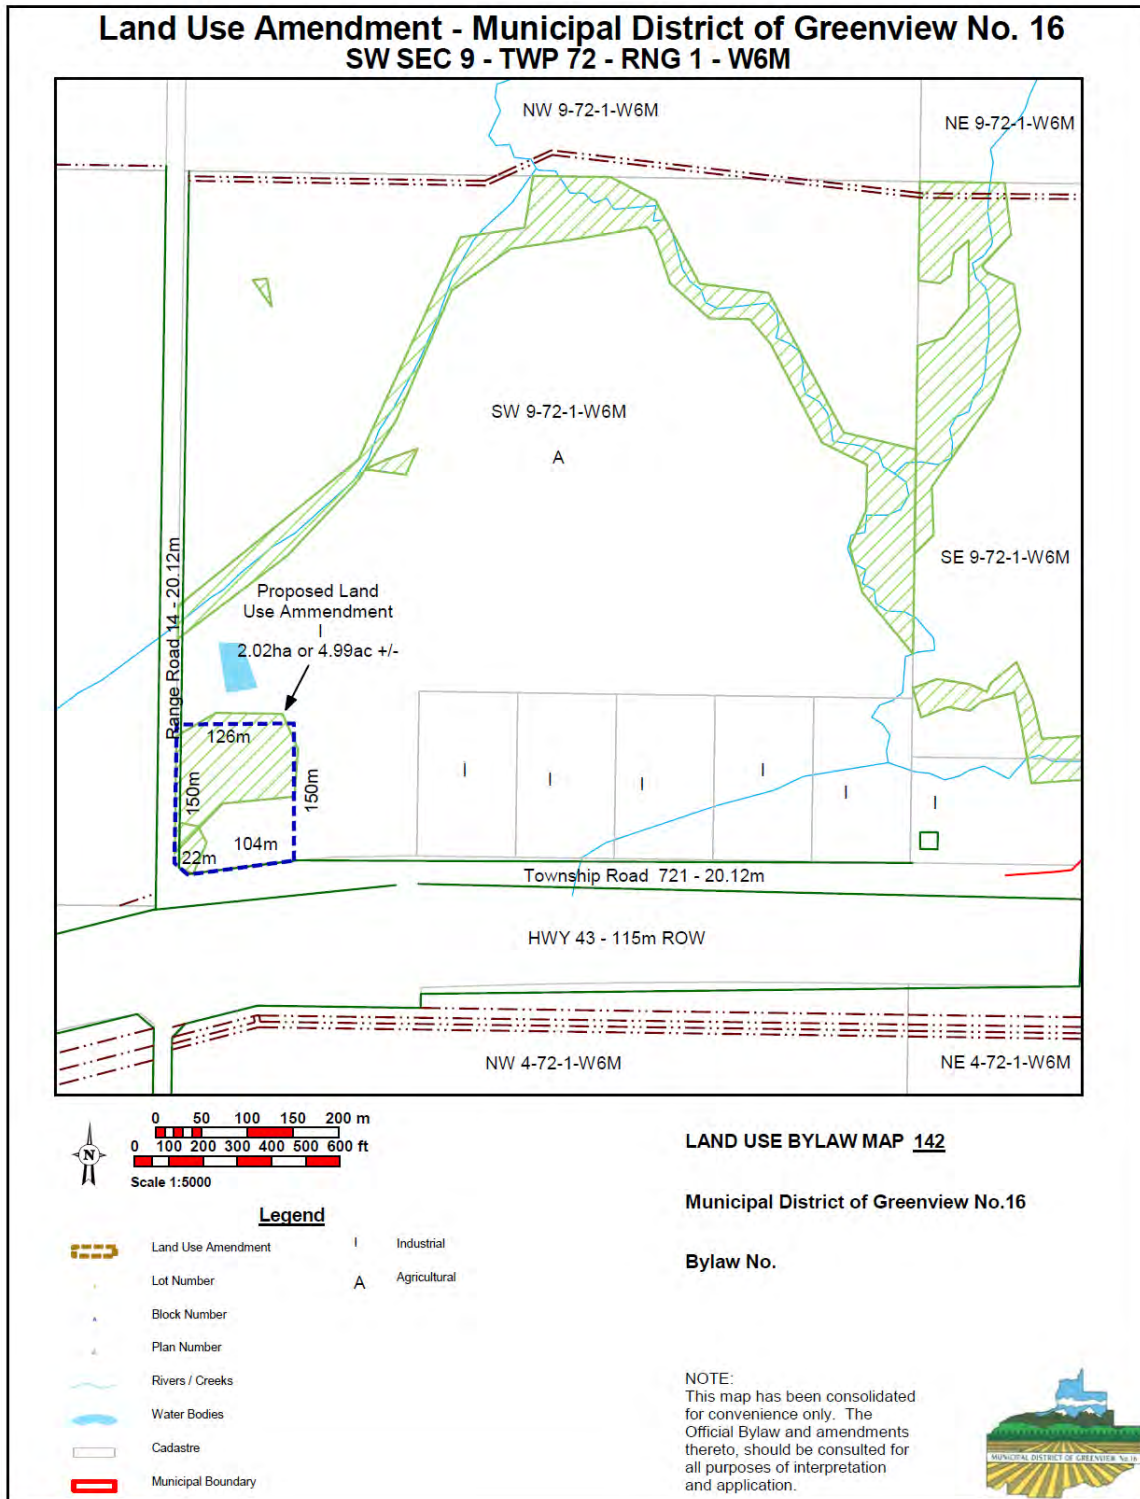 Land Use Amendment - Municipal District of Greenview No. 16
SW SEC 9 - TWP 72 - RNG 1 - W6M
NW 9-72-1-W6M
NE 9-72-1-W6M
SW 9-72-1-W6M
A
SE 9-72-1-W6M
Range Road 14 - 20.12m
Proposed Land
Use Ammendment
I
2.02ha or 4.99ac +/-
126m
150m
150m
104m
22m
I
I
I
I
I
I
Township Road 721 - 20.12m
HWY 43 - 115m ROW
NW 4-72-1-W6M
NE 4-72-1-W6M
0 50 100 150 200 m
0 100 200 300 400 500 600 ft
N
Scale 1:5000
Legend
Land Use Amendment
Lot Number
Block Number
Plan Number
Rivers / Creeks
Water Bodies
Cadastre
Municipal Boundary
I Industrial
A Agricultural
LAND USE BYLAW MAP 142
Municipal District of Greenview No.16
Bylaw No.
NOTE:
This map has been consolidated
for convenience only. The
Official Bylaw and amendments
thereto, should be consulted for
all purposes of interpretation
and application.
MUNICIPAL DISTRICT OF GREENVIEW No.16